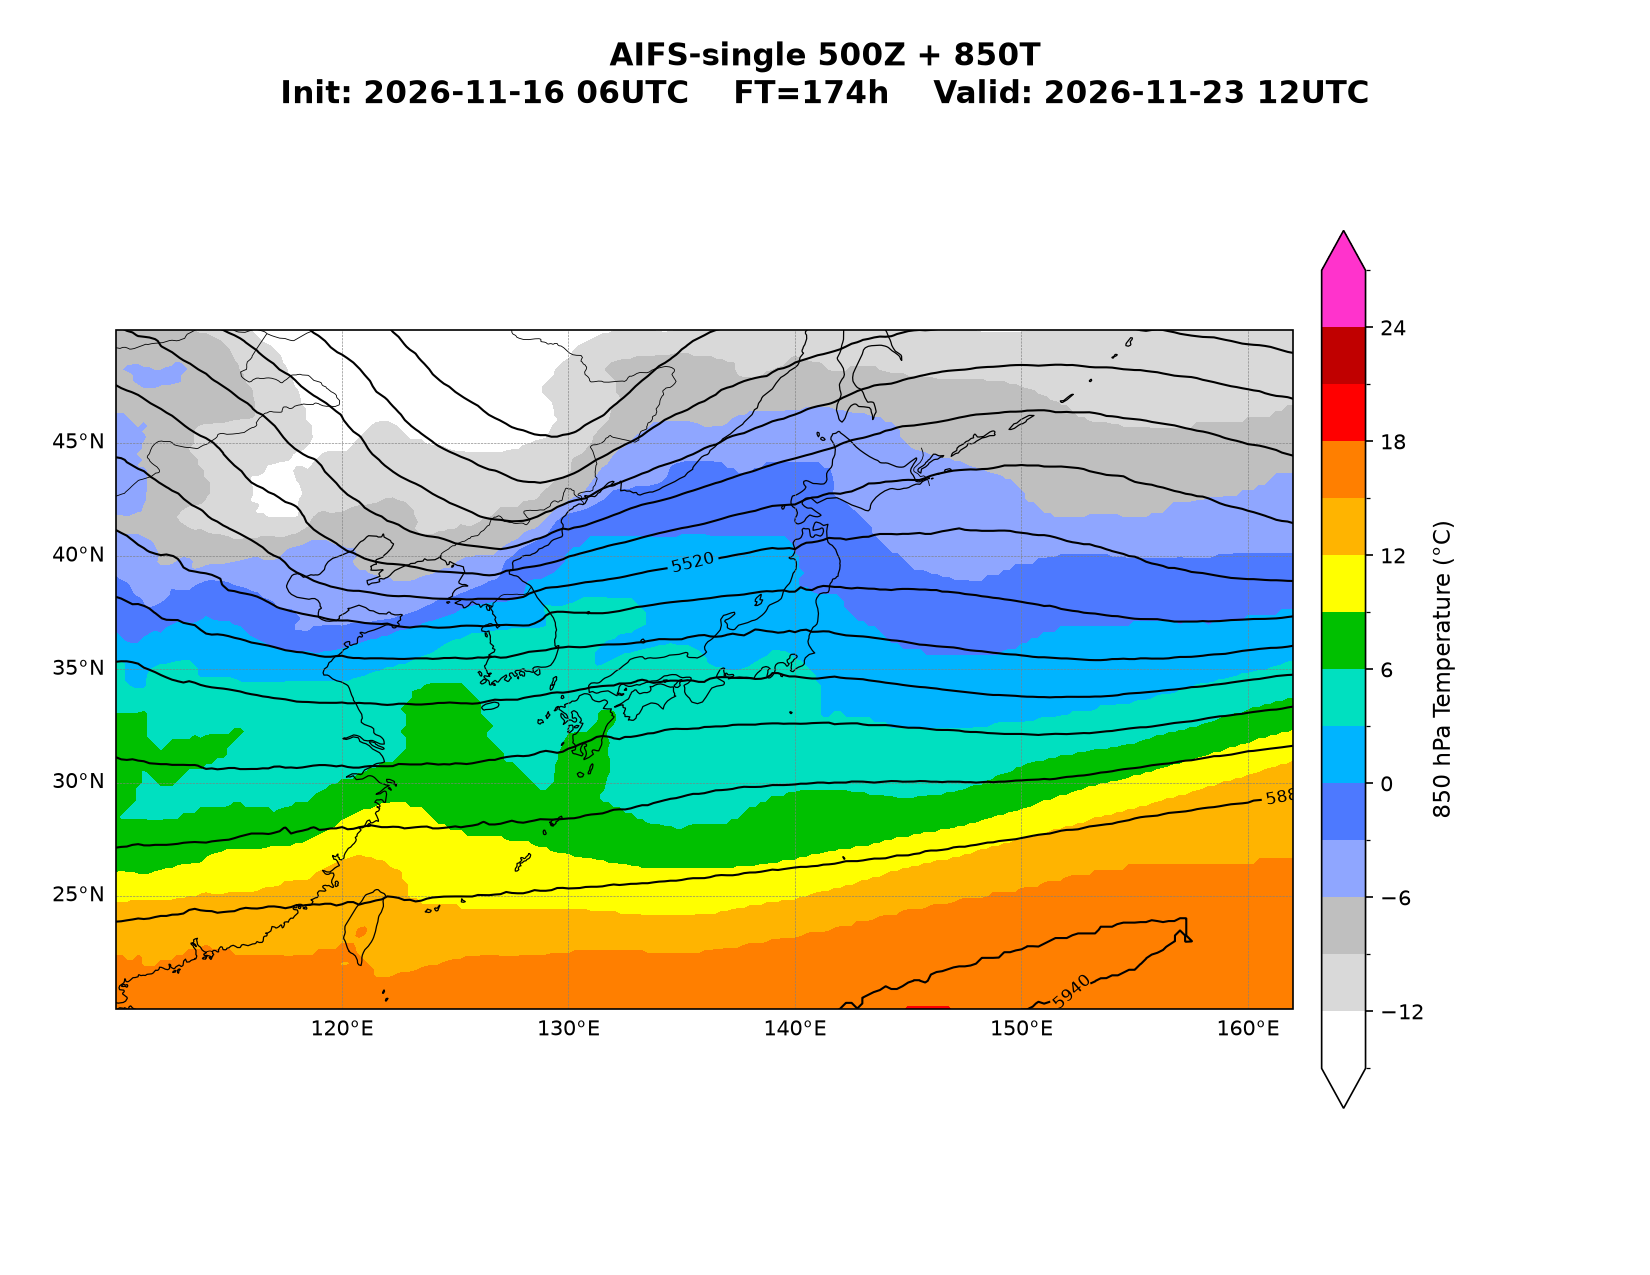 AIFS-single 500Z + 850T
Init: 2026-11-16 06UTC    FT=174h    Valid: 2026-11-23 12UTC
24
18
12
6
0
−6
−12
850 hPa Temperature (°C)
45°N
40°N
35°N
30°N
25°N
5520
588
5940
120°E
130°E
140°E
150°E
160°E